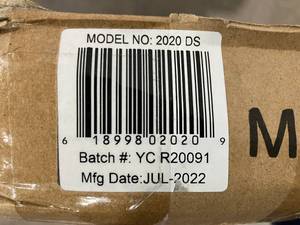 MODEL NO: 2020 DS
6 18998 02020 9
Batch #: YC R20091
Mfg Date:JUL-2022
M